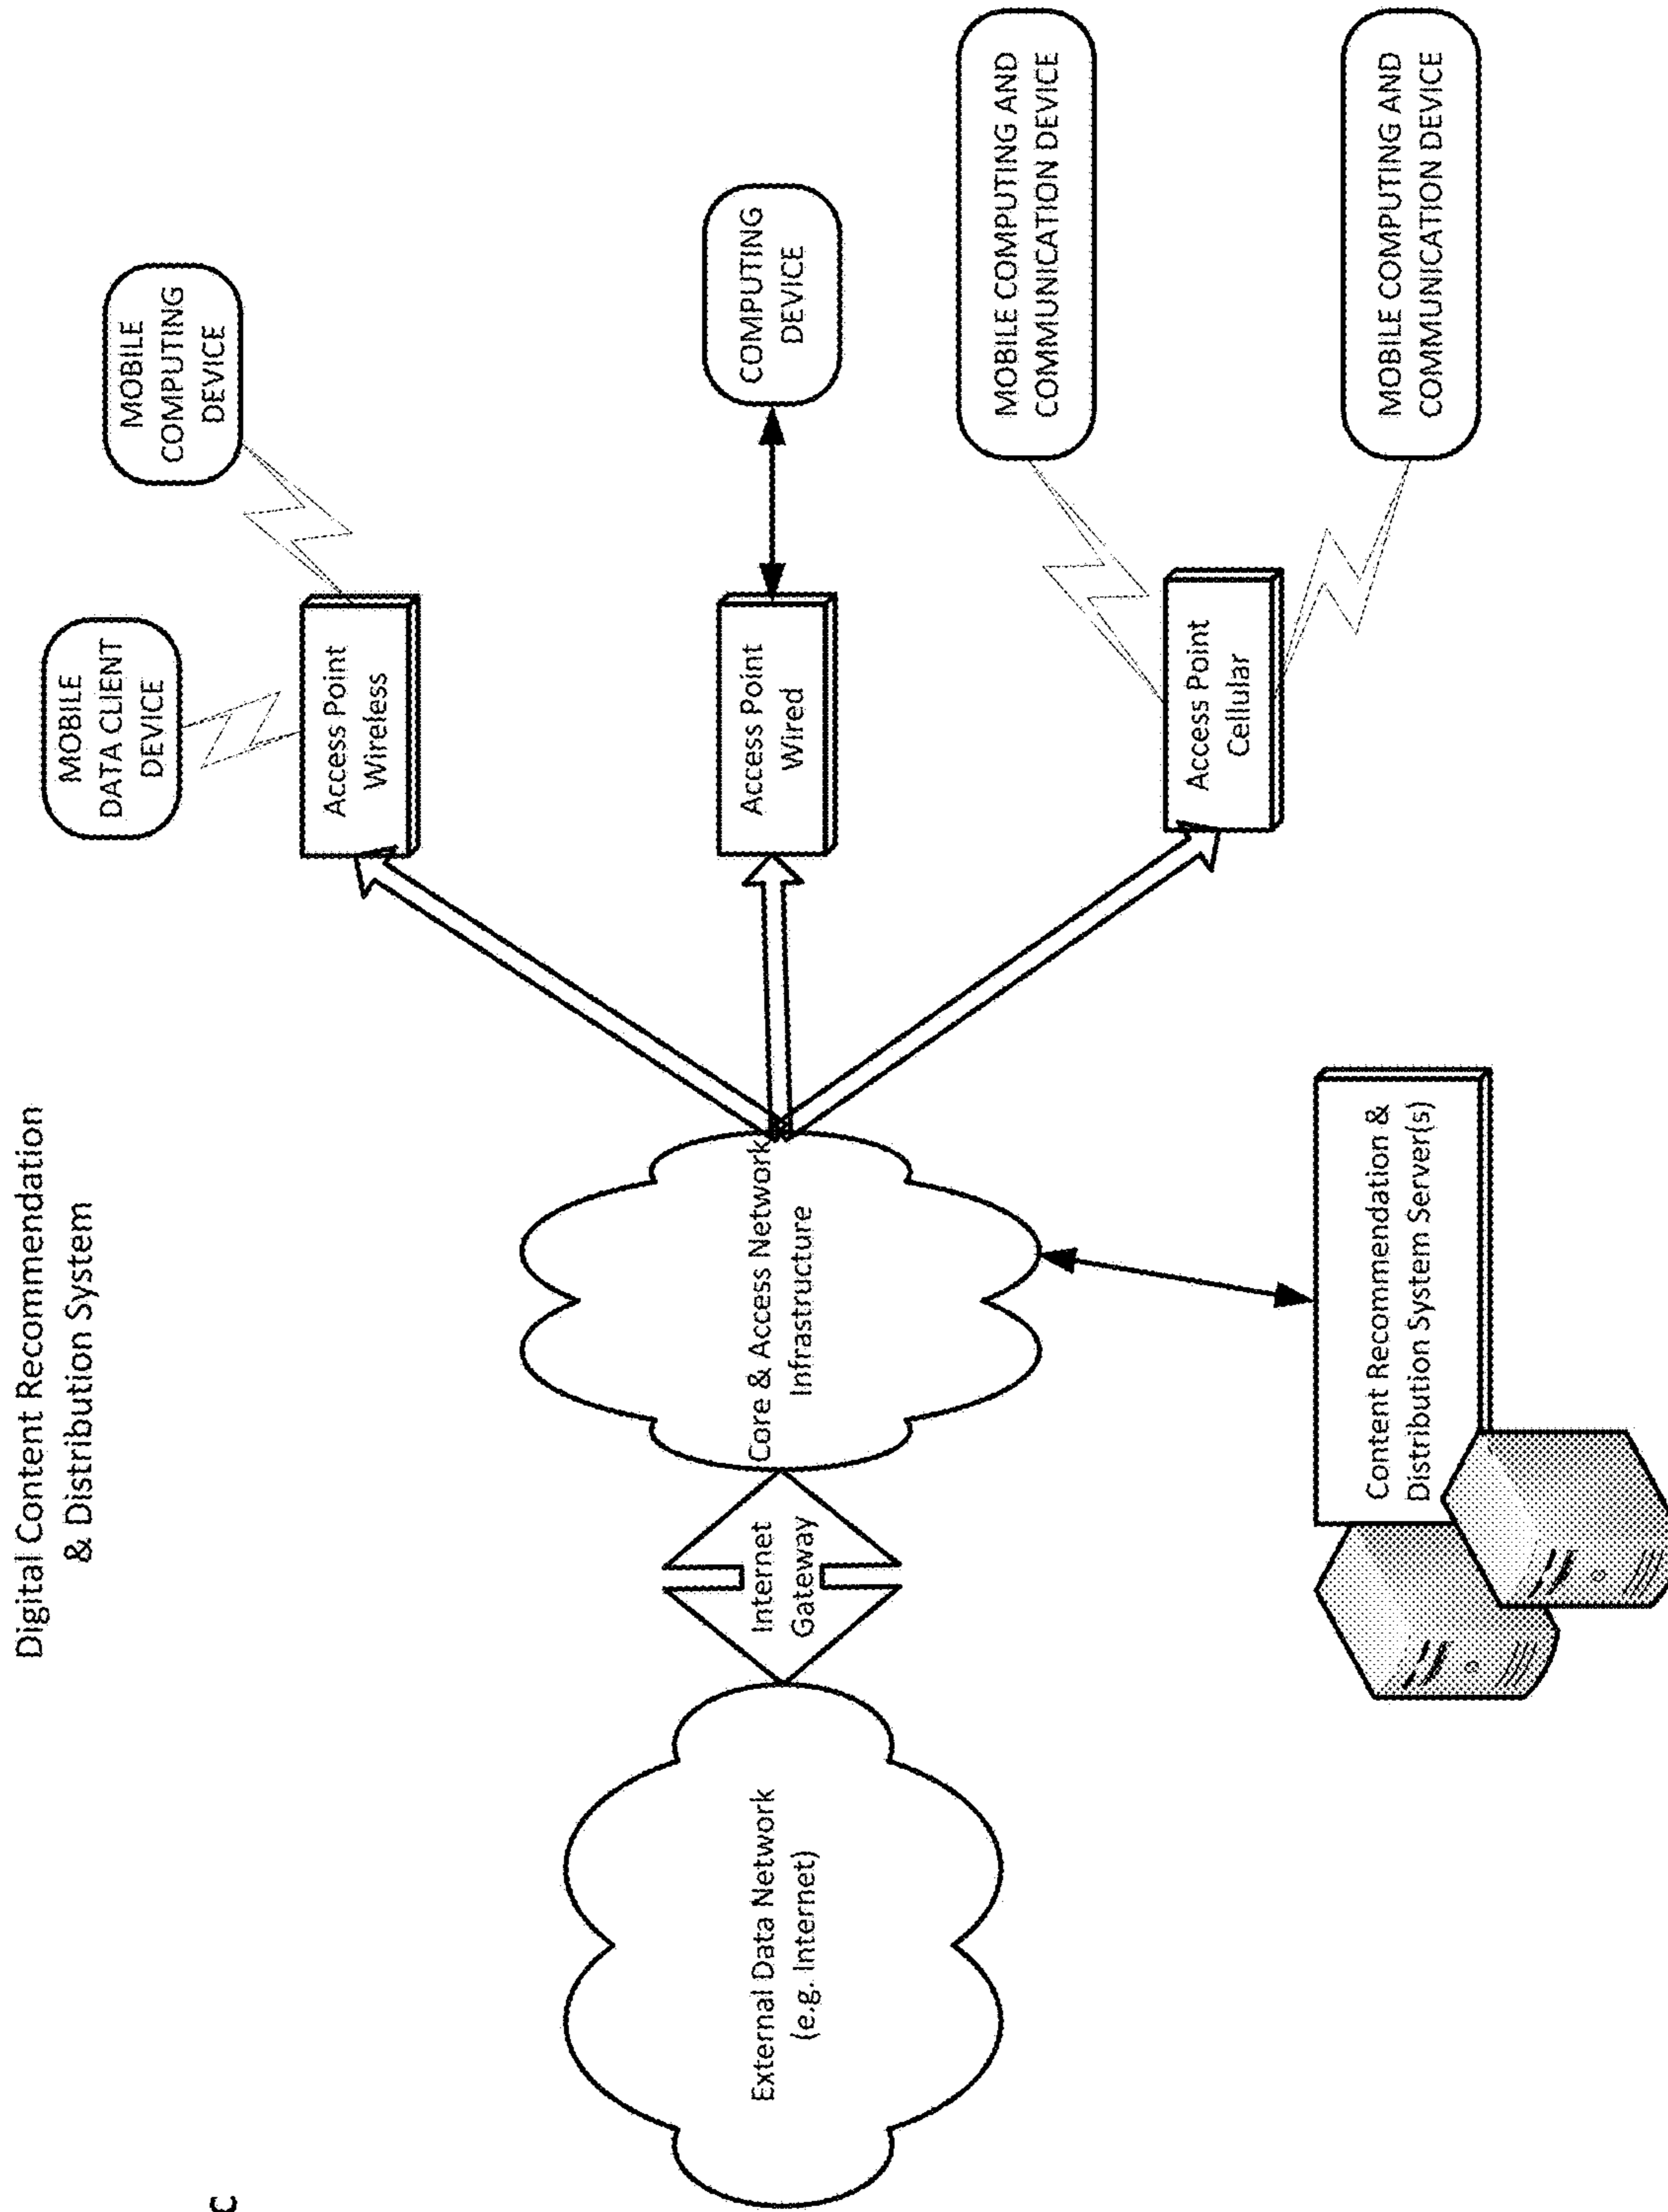 Digital Content Recommendation
& Distribution System
MOBILE
DATA CLIENT
DEVICE
MOBILE
COMPUTING
DEVICE
Access Point
Wireless
External Data Network
(e.g. Internet)
Internet
Gateway
Core & Access Network
Infrastructure
Access Point
Wired
COMPUTING
DEVICE
MOBILE COMPUTING AND
COMMUNICATION DEVICE
Access Point
Cellular
Content Recommendation &
Distribution System Server(s)
MOBILE COMPUTING AND
COMMUNICATION DEVICE